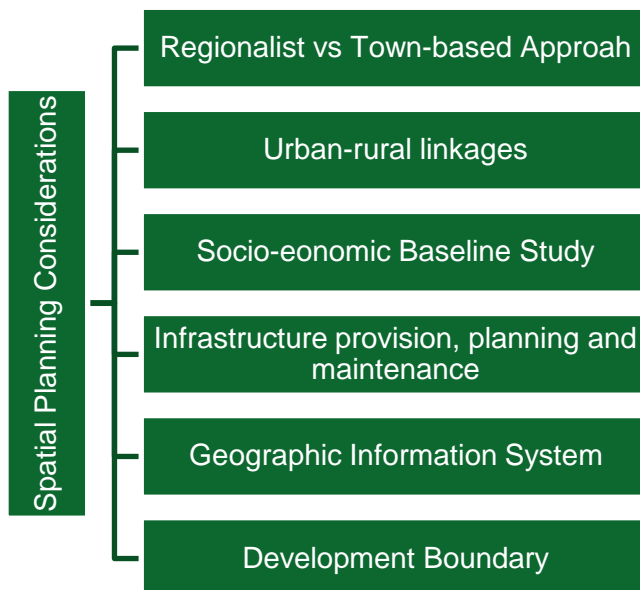 Spatial Planning Considerations
Regionalist vs Town-based Approah
Urban-rural linkages
Socio-eonomic Baseline Study
Infrastructure provision, planning and
maintenance
Geographic Information System
Development Boundary